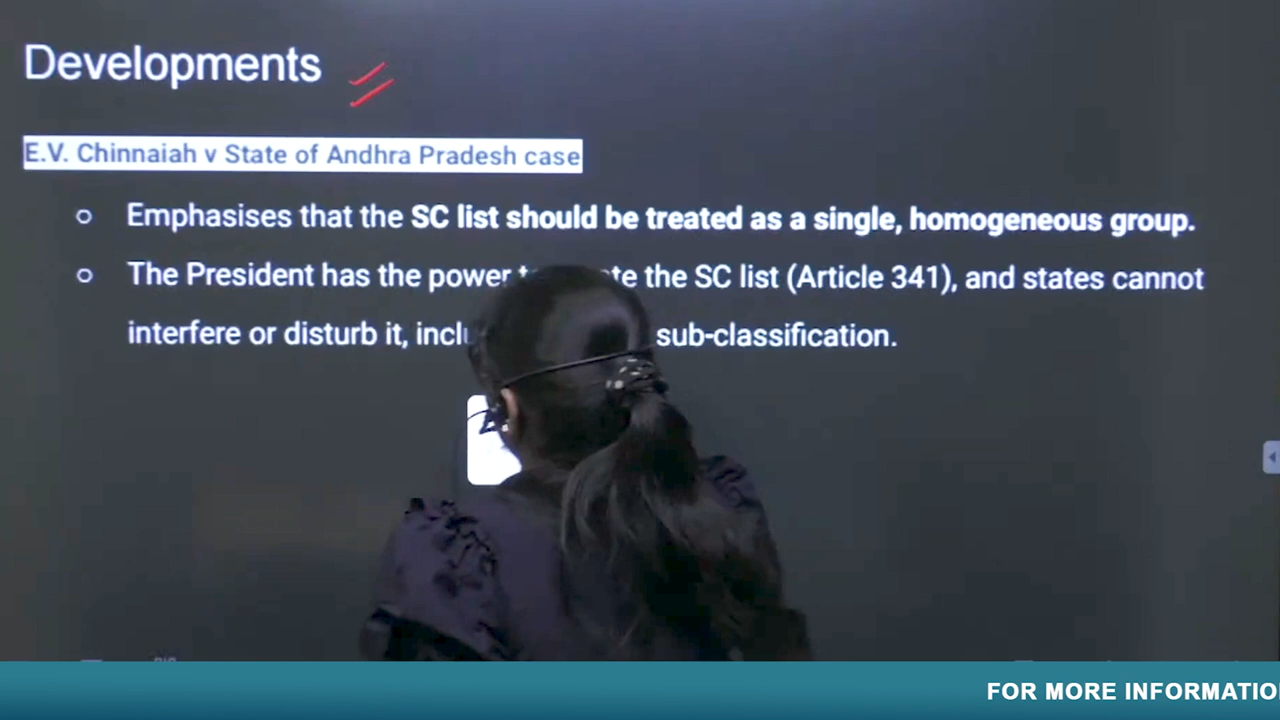 Developments
E.V. Chinnaiah v State of Andhra Pradesh case
Emphasises that the SC list should be treated as a single, homogeneous group.
The President has the power the SC list (Article 341), and states cannot
interfere or disturb it, sub-classification.
FOR MORE INFORMATIO